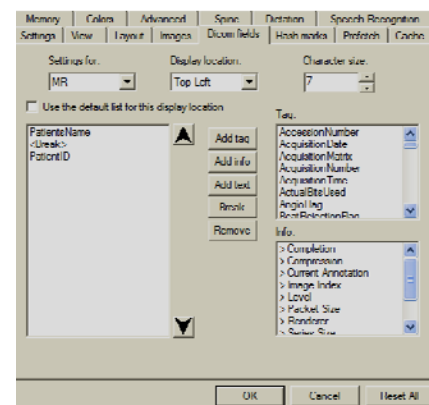 Memory Colors Advanced Spine Dictation Speech Recognition
Settings View Layout Images Dicom fields Hash marks Prefetch Cache
Settings for: Display location: Character size:
MR Top Left 7
Use the default list for this display location
Tag:
PatientsName
<Break>
PatientID
Add tag
Add info
Add text
Break
Remove
AccessionNumber
AcquisitionDate
AcquisitionMatrix
AcquisitionNumber
AcquisitionTime
ActualBitsUsed
AngioFlag
BeatRejectionFlag
Info:
> Completion
> Compression
> Current Annotation
> Image Index
> Level
> Packet Size
> Renderer
> Series Size
OK Cancel Reset All